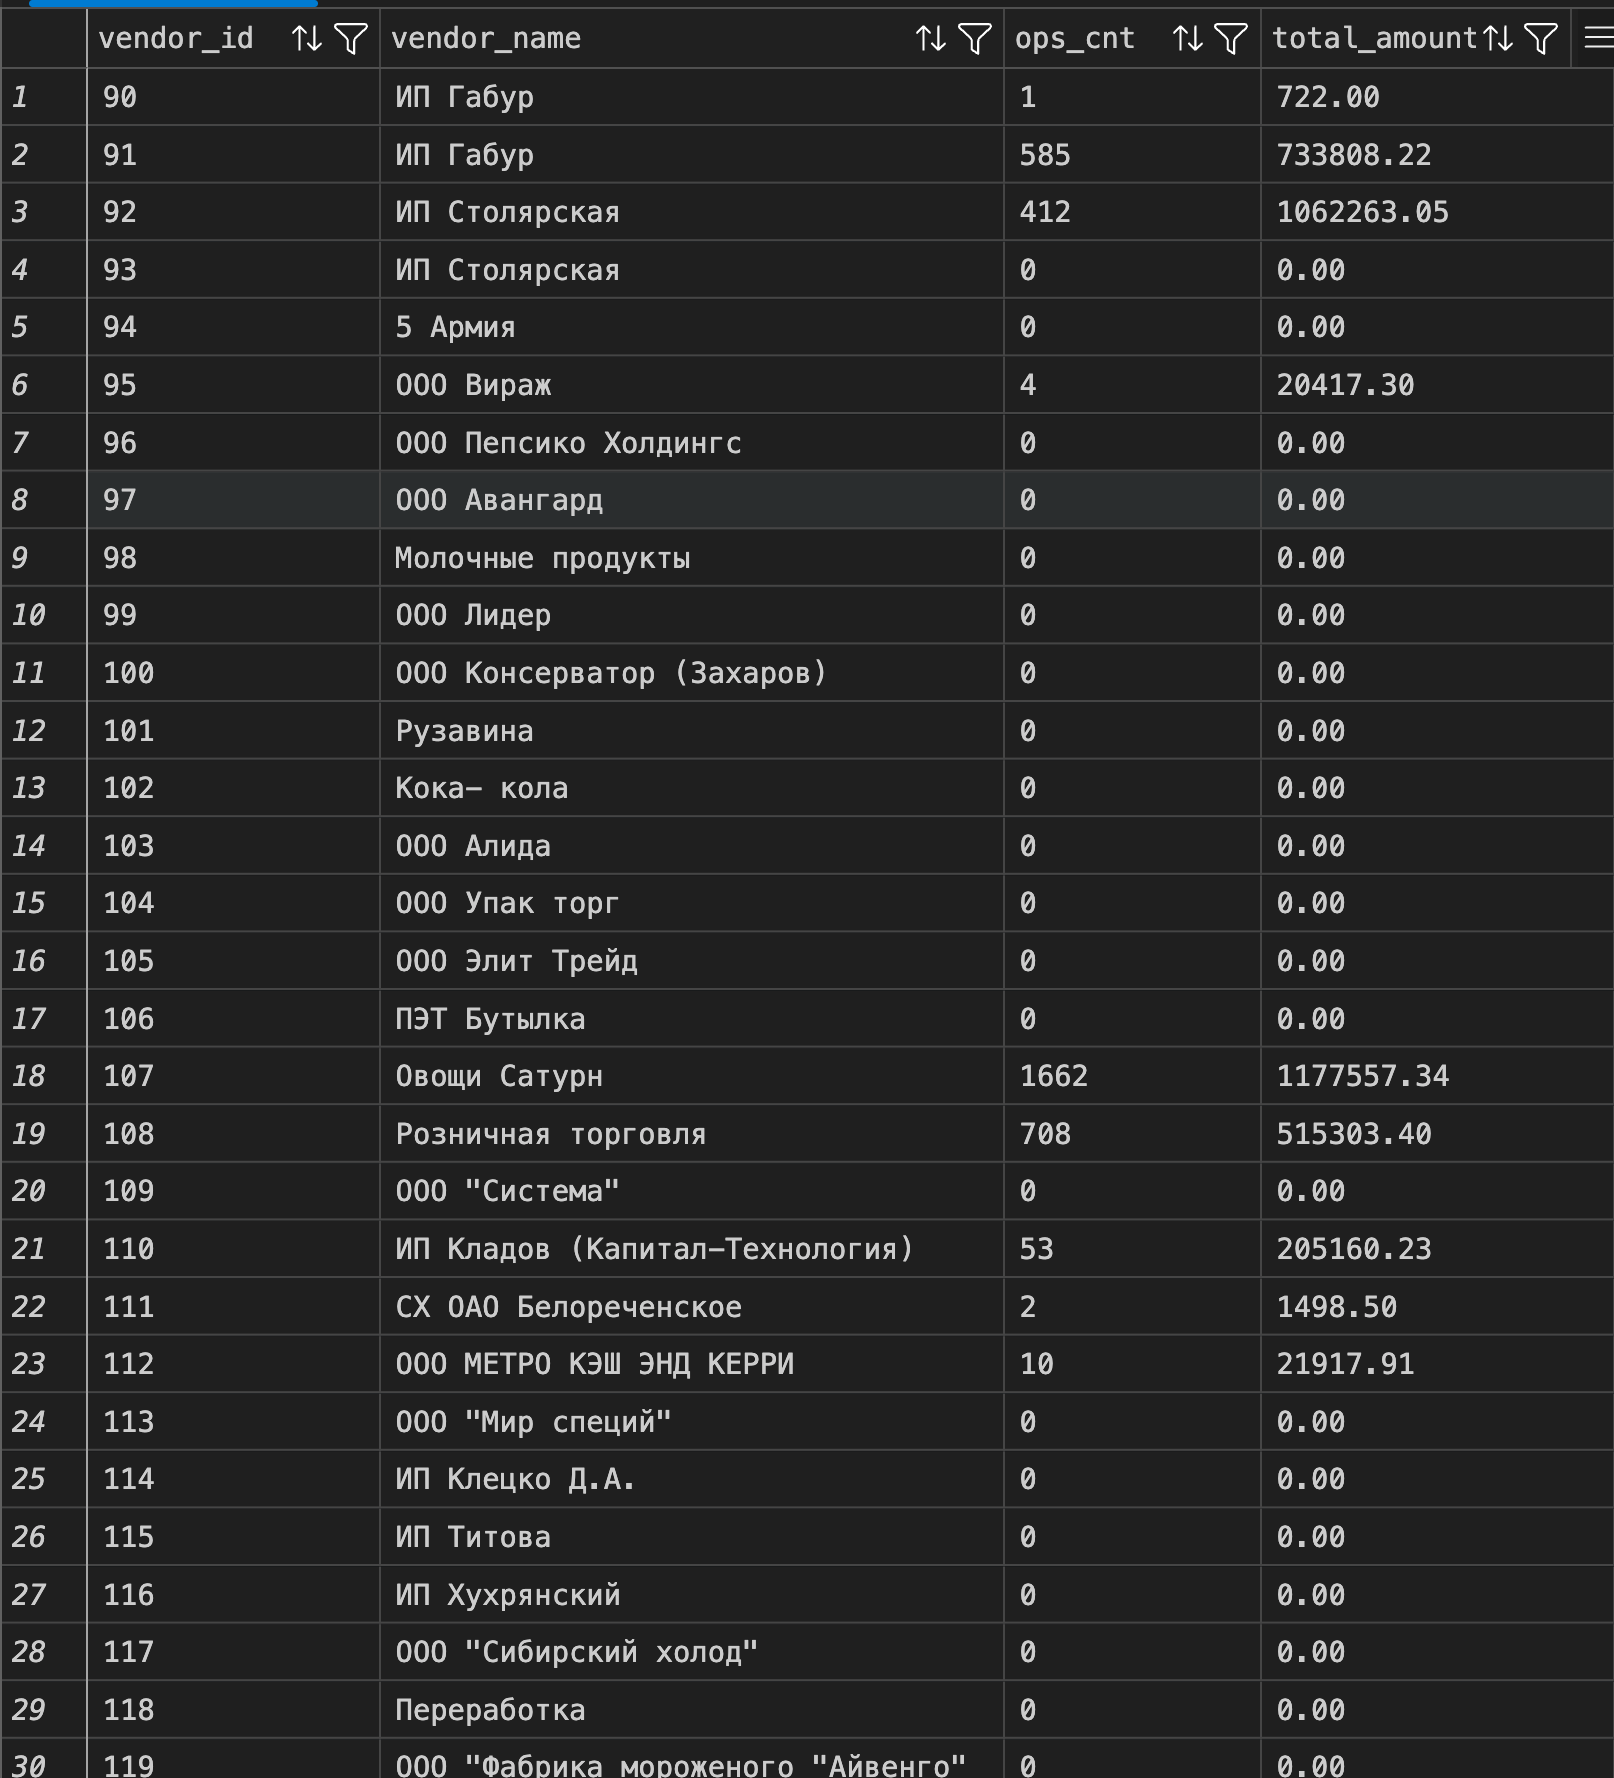 vendor_id vendor_name ops_cnt total_amount
1 90 ИП Габур 1 722.00
2 91 ИП Габур 585 733808.22
3 92 ИП Столярская 412 1062263.05
4 93 ИП Столярская 0 0.00
5 94 5 Армия 0 0.00
6 95 ООО Вираж 4 20417.30
7 96 ООО Пепсико Холдингс 0 0.00
8 97 ООО Авангард 0 0.00
9 98 Молочные продукты 0 0.00
10 99 ООО Лидер 0 0.00
11 100 ООО Консерватор (Захаров) 0 0.00
12 101 Рузавина 0 0.00
13 102 Кока- кола 0 0.00
14 103 ООО Алида 0 0.00
15 104 ООО Упак торг 0 0.00
16 105 ООО Элит Трейд 0 0.00
17 106 ПЭТ Бутылка 0 0.00
18 107 Овощи Сатурн 1662 1177557.34
19 108 Розничная торговля 708 515303.40
20 109 ООО "Система" 0 0.00
21 110 ИП Кладов (Капитал-Технология) 53 205160.23
22 111 СХ ОАО Белореченское 2 1498.50
23 112 ООО МЕТРО КЭШ ЭНД КЕРРИ 10 21917.91
24 113 ООО "Мир специй" 0 0.00
25 114 ИП Клецко Д.А. 0 0.00
26 115 ИП Титова 0 0.00
27 116 ИП Хухрянский 0 0.00
28 117 ООО "Сибирский холод" 0 0.00
29 118 Переработка 0 0.00
30 119 ООО "Фабрика мороженого "Айвенго" 0 0.00